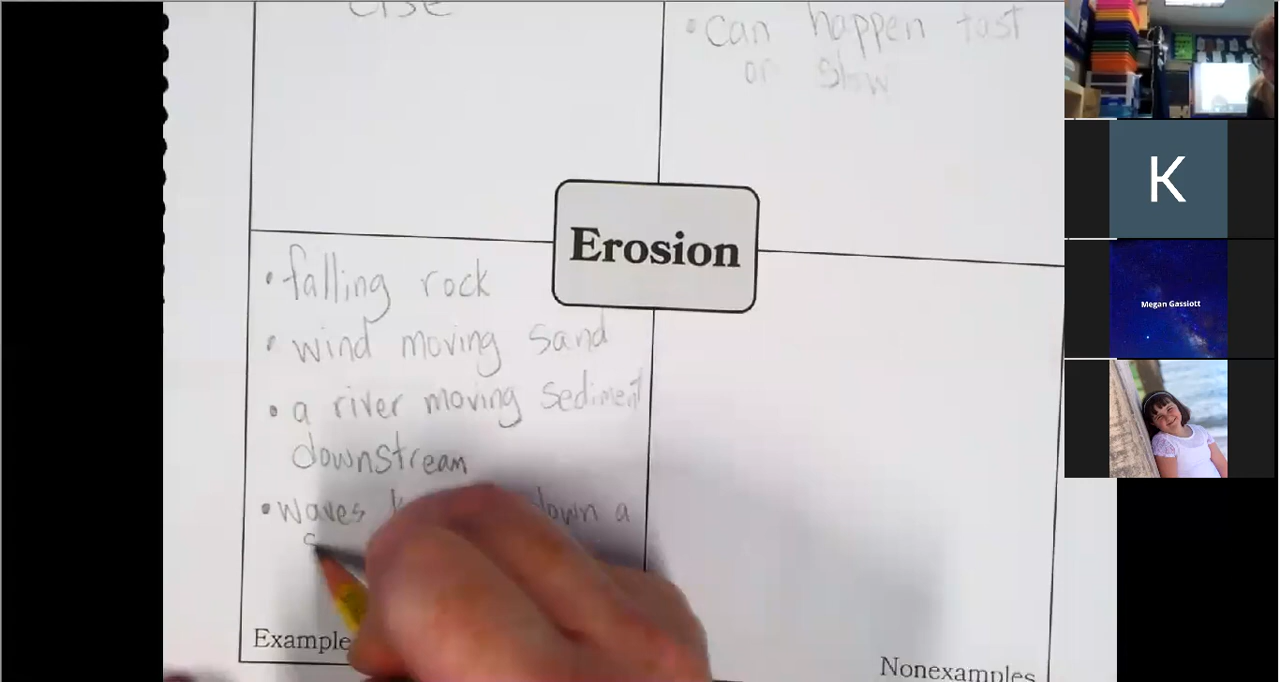 else
• Can happen fast
or slow
Erosion
• falling rock
• wind moving sand
• a river moving sediment
downstream
• waves down a
Example
Nonexamples
K
Megan Gassiott